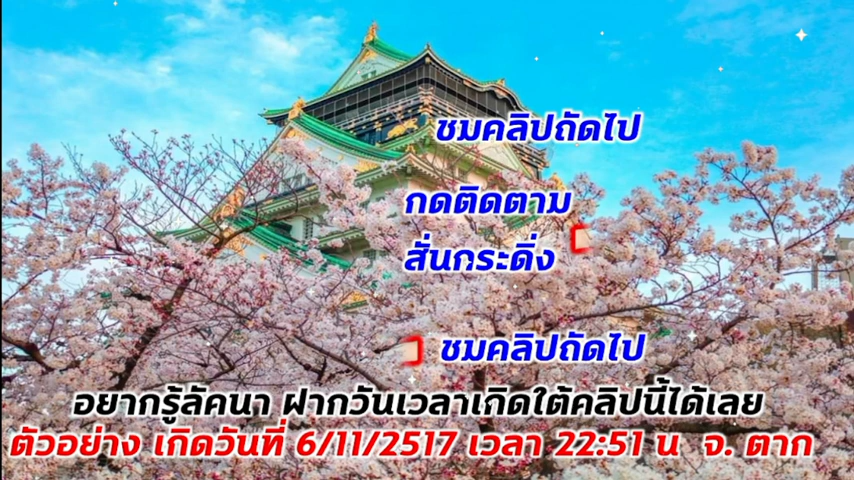 ชมคลิปถัดไป
กดติดตาม
สั่นกระดิ่ง
ชมคลิปถัดไป
อยากรู้ลัคนา ฝากวันเวลาเกิดใต้คลิปนี้ได้เลย
ตัวอย่าง เกิดวันที่ 6/11/2517 เวลา 22:51 น จ. ตาก